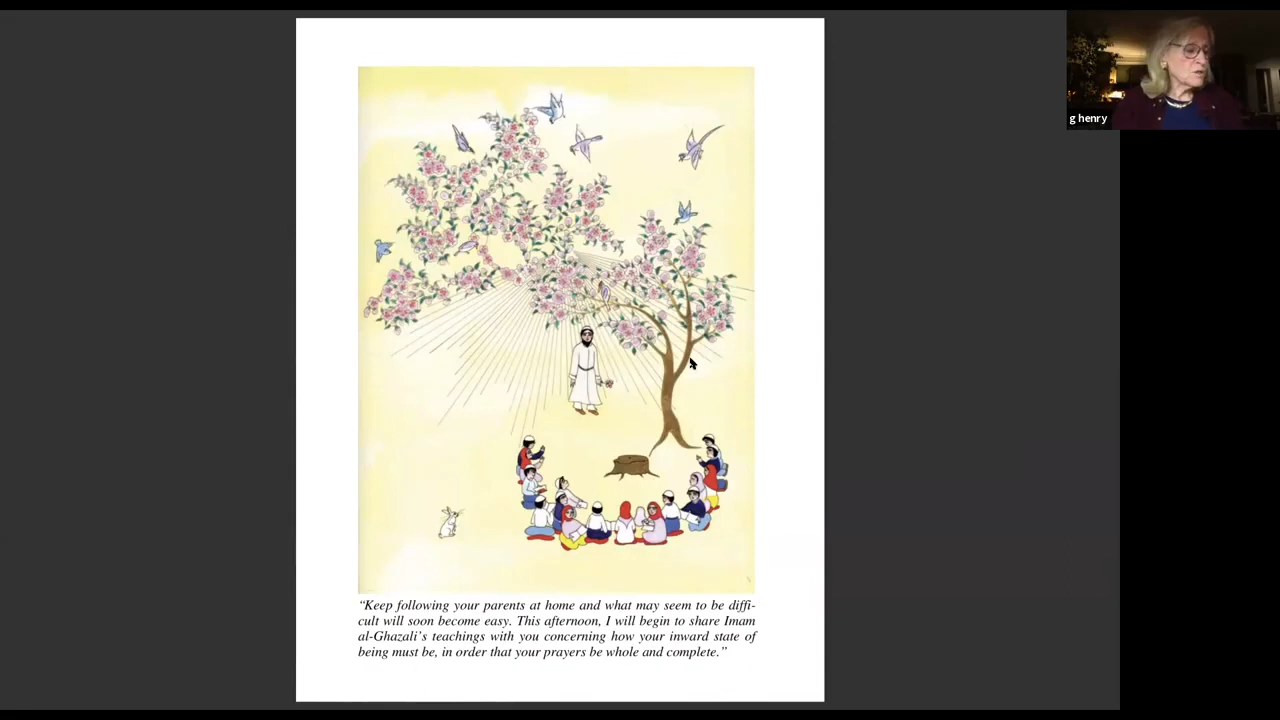 g henry
“Keep following your parents at home and what may seem to be diffi-
cult will soon become easy. This afternoon, I will begin to share Imam
al-Ghazali’s teachings with you concerning how your inward state of
being must be, in order that your prayers be whole and complete.”